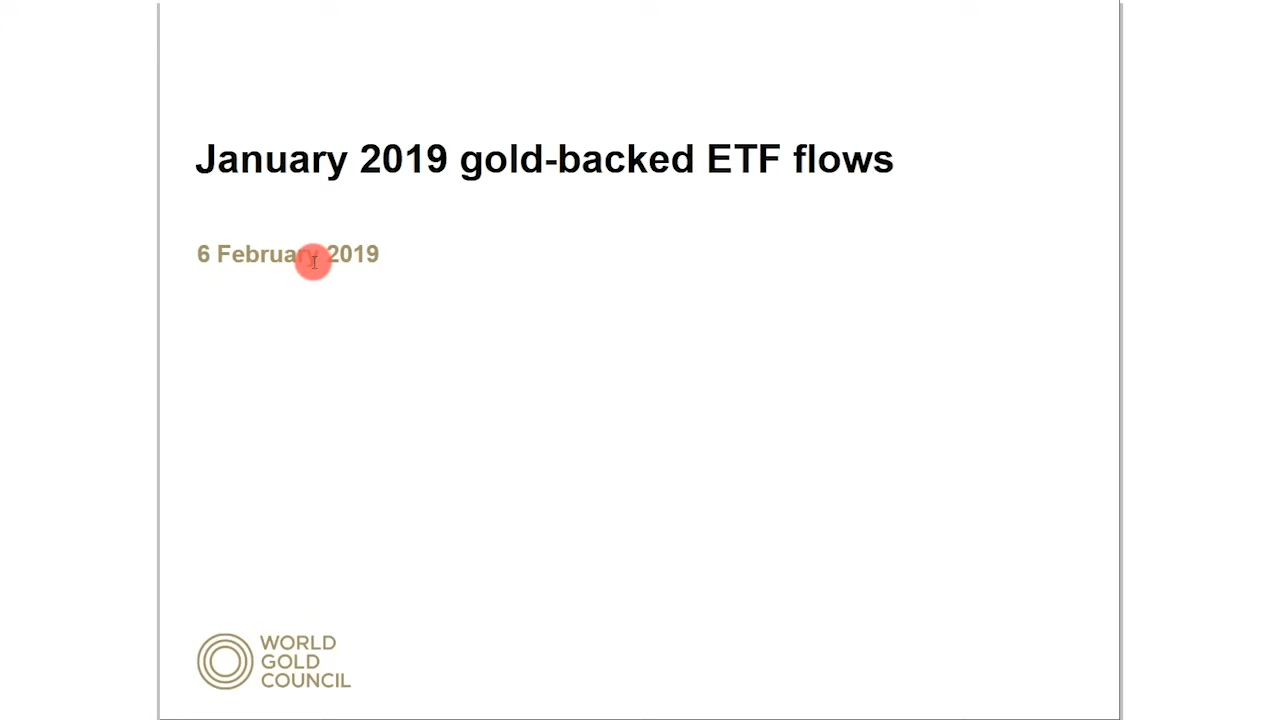 January 2019 gold-backed ETF flows
6 February 2019
WORLD
GOLD
COUNCIL